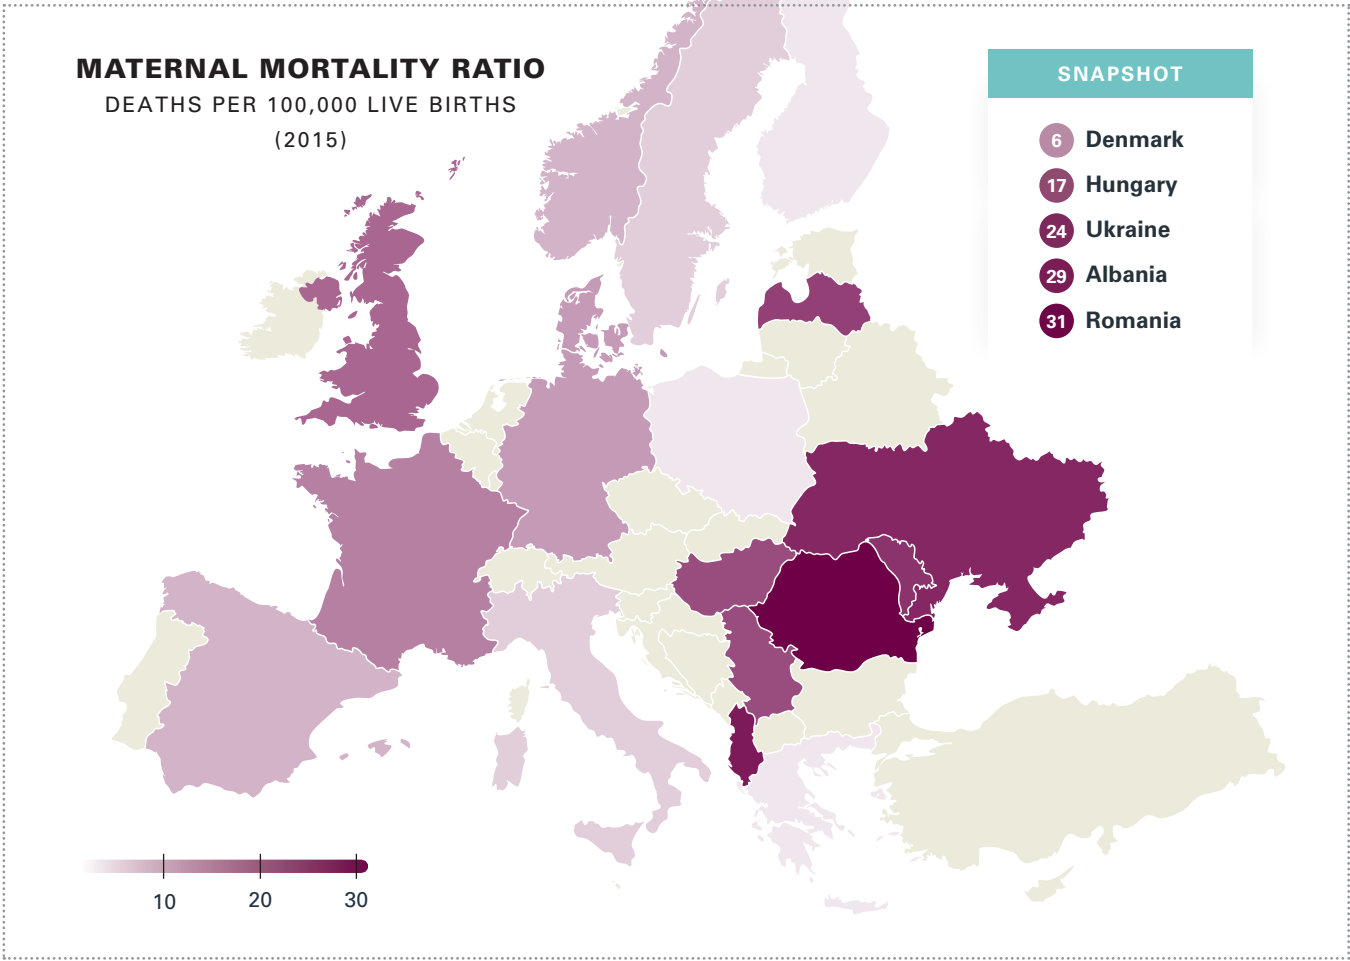 MATERNAL MORTALITY RATIO
DEATHS PER 100,000 LIVE BIRTHS
(2015)
SNAPSHOT
6 Denmark
17 Hungary
24 Ukraine
29 Albania
31 Romania
10 20 30